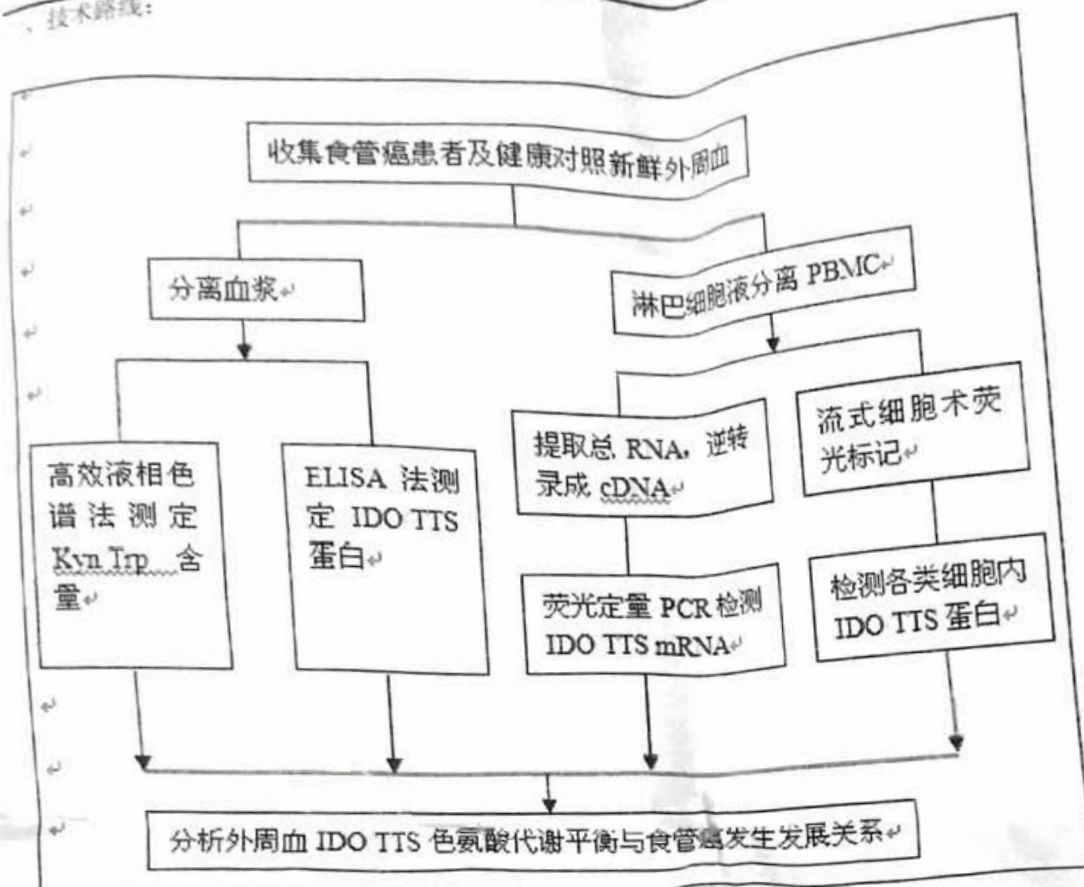 、技术路线：
收集食管癌患者及健康对照新鲜外周血
分离血浆
淋巴细胞液分离 PBMC
高效液相色
谱法测定
Kyn Trp 含
量
ELISA 法测
定 IDO TTS
蛋白
提取总 RNA，逆转
录成 cDNA
流式细胞术荧
光标记
荧光定量 PCR 检测
IDO TTS mRNA
检测各类细胞内
IDO TTS 蛋白
分析外周血 IDO TTS 色氨酸代谢平衡与食管癌发生发展关系